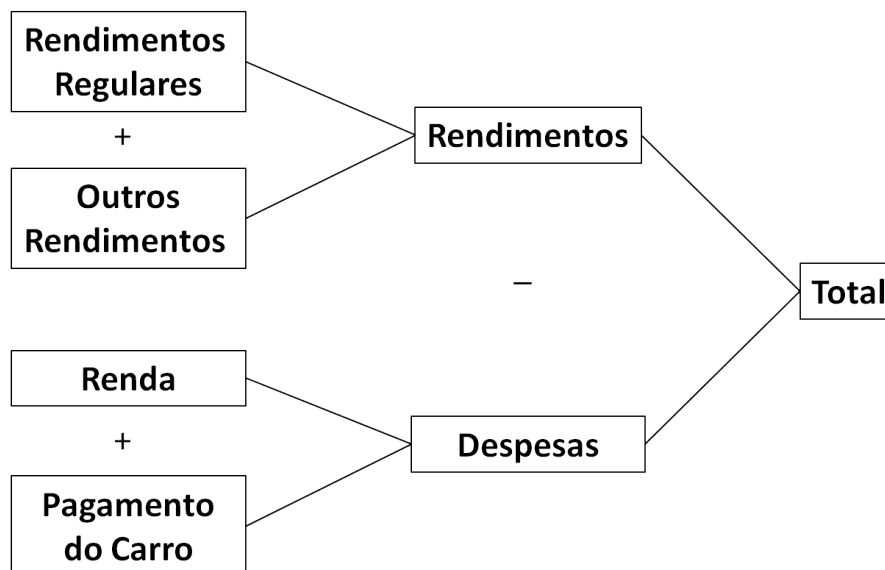 Rendimentos
Regulares
+
Outros
Rendimentos
Rendimentos
–
Total
Renda
+
Pagamento
do Carro
Despesas